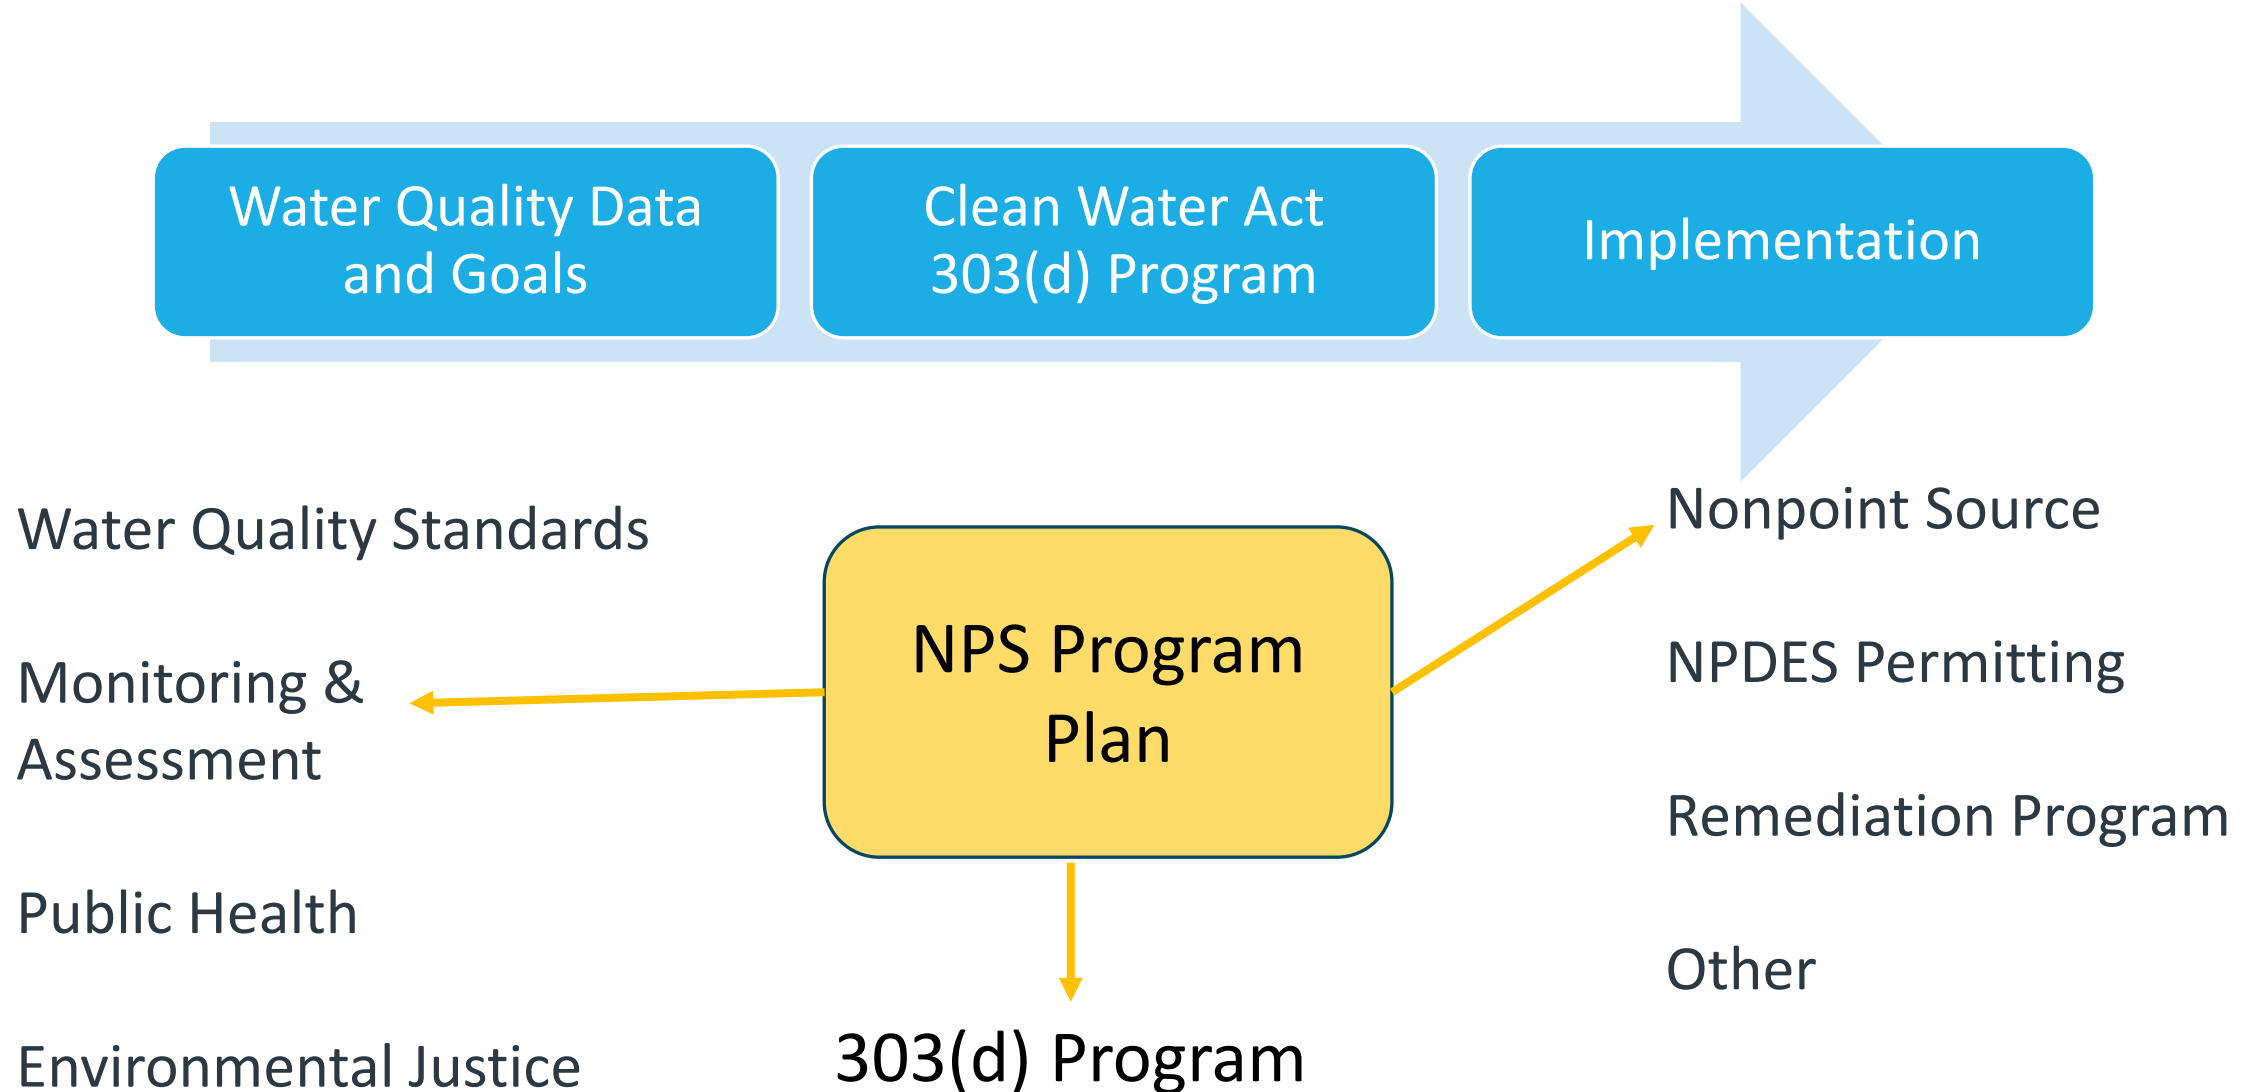 Water Quality Data
and Goals
Clean Water Act
303(d) Program
Implementation
Water Quality Standards
Monitoring &
Assessment
Public Health
Environmental Justice
NPS Program
Plan
303(d) Program
Nonpoint Source
NPDES Permitting
Remediation Program
Other